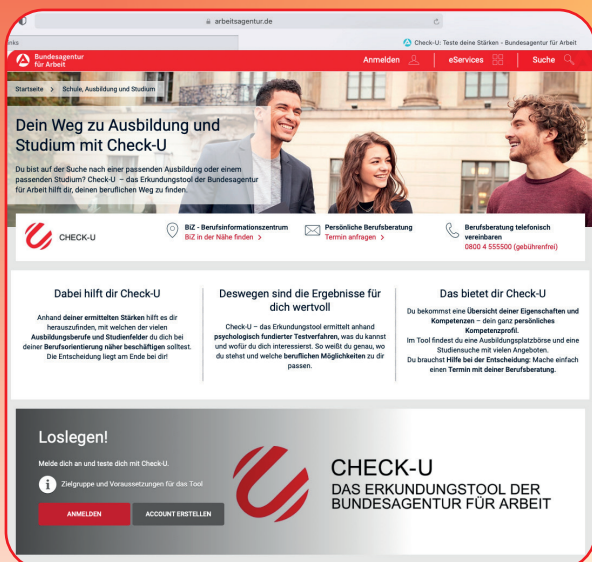 arbeitsagentur.de
nks
Check-U: Teste deine Stärken - Bundesagentur für Arbeit
Bundesagentur
für Arbeit
Anmelden
eServices
Suche
Startseite > Schule, Ausbildung und Studium
Dein Weg zu Ausbildung und
Studium mit Check-U
Du bist auf der Suche nach einer passenden Ausbildung oder einem
passenden Studium? Check-U – das Erkundungstool der Bundesagentur
für Arbeit hilft dir, deinen beruflichen Weg zu finden.
CHECK-U
BiZ - Berufsinformationszentrum
BiZ in der Nähe finden >
Persönliche Berufsberatung
Termin anfragen >
Berufsberatung telefonisch
vereinbaren
0800 4 555500 (gebührenfrei)
Dabei hilft dir Check-U
Anhand deiner ermittelten Stärken hilft es dir
herauszufinden, mit welchen der vielen
Ausbildungsberufe und Studienfelder du dich bei
deiner Berufsorientierung näher beschäftigen solltest.
Die Entscheidung liegt am Ende bei dir!
Deswegen sind die Ergebnisse für
dich wertvoll
Check-U – das Erkundungstool ermittelt anhand
psychologisch fundierter Testverfahren, was du kannst
und wofür du dich interessierst. So weißt du genau, wo
du stehst und welche beruflichen Möglichkeiten zu dir
passen.
Das bietet dir Check-U
Du bekommst eine Übersicht deiner Eigenschaften und
Kompetenzen – dein ganz persönliches
Kompetenzprofil.
Im Tool findest du eine Ausbildungsplatzbörse und eine
Studiensuche mit vielen Angeboten.
Du brauchst Hilfe bei der Entscheidung: Mache einfach
einen Termin mit deiner Berufsberatung.
Loslegen!
Melde dich an und teste dich mit Check-U.
Zielgruppe und Voraussetzungen für das Tool
ANMELDEN
ACCOUNT ERSTELLEN
CHECK-U
DAS ERKUNDUNGSTOOL DER
BUNDESAGENTUR FÜR ARBEIT